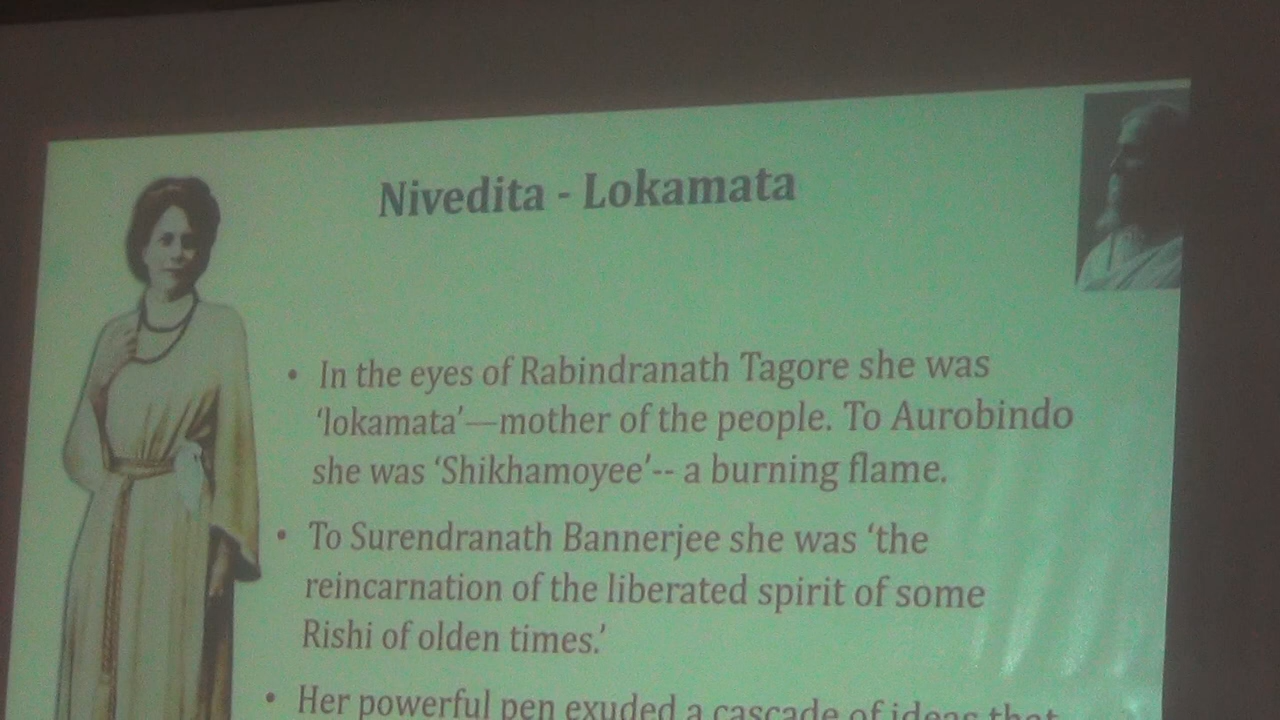 Nivedita - Lokamata
• In the eyes of Rabindranath Tagore she was
‘lokamata’—mother of the people. To Aurobindo
she was ‘Shikhamoyee’-- a burning flame.
• To Surendranath Bannerjee she was ‘the
reincarnation of the liberated spirit of some
Rishi of olden times.’
• Her powerful pen exuded a cascade of ideas that